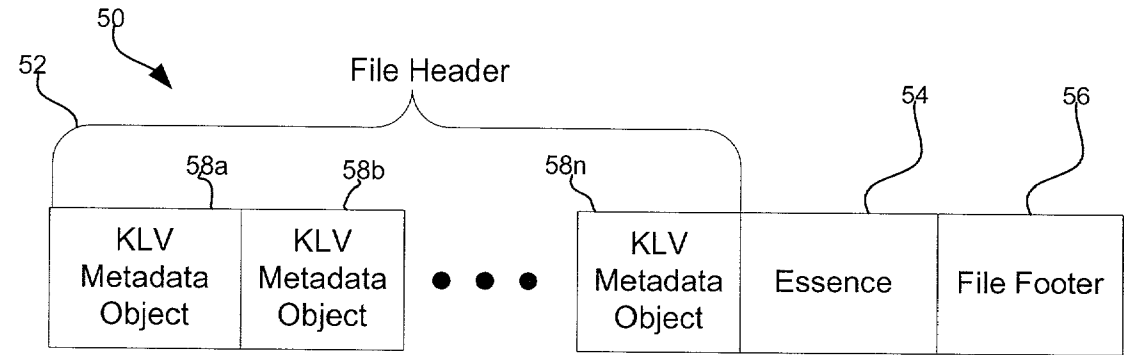 50
52
File Header
54
56
58a
58b
58n
KLV
Metadata
Object
KLV
Metadata
Object
KLV
Metadata
Object
Essence
File Footer